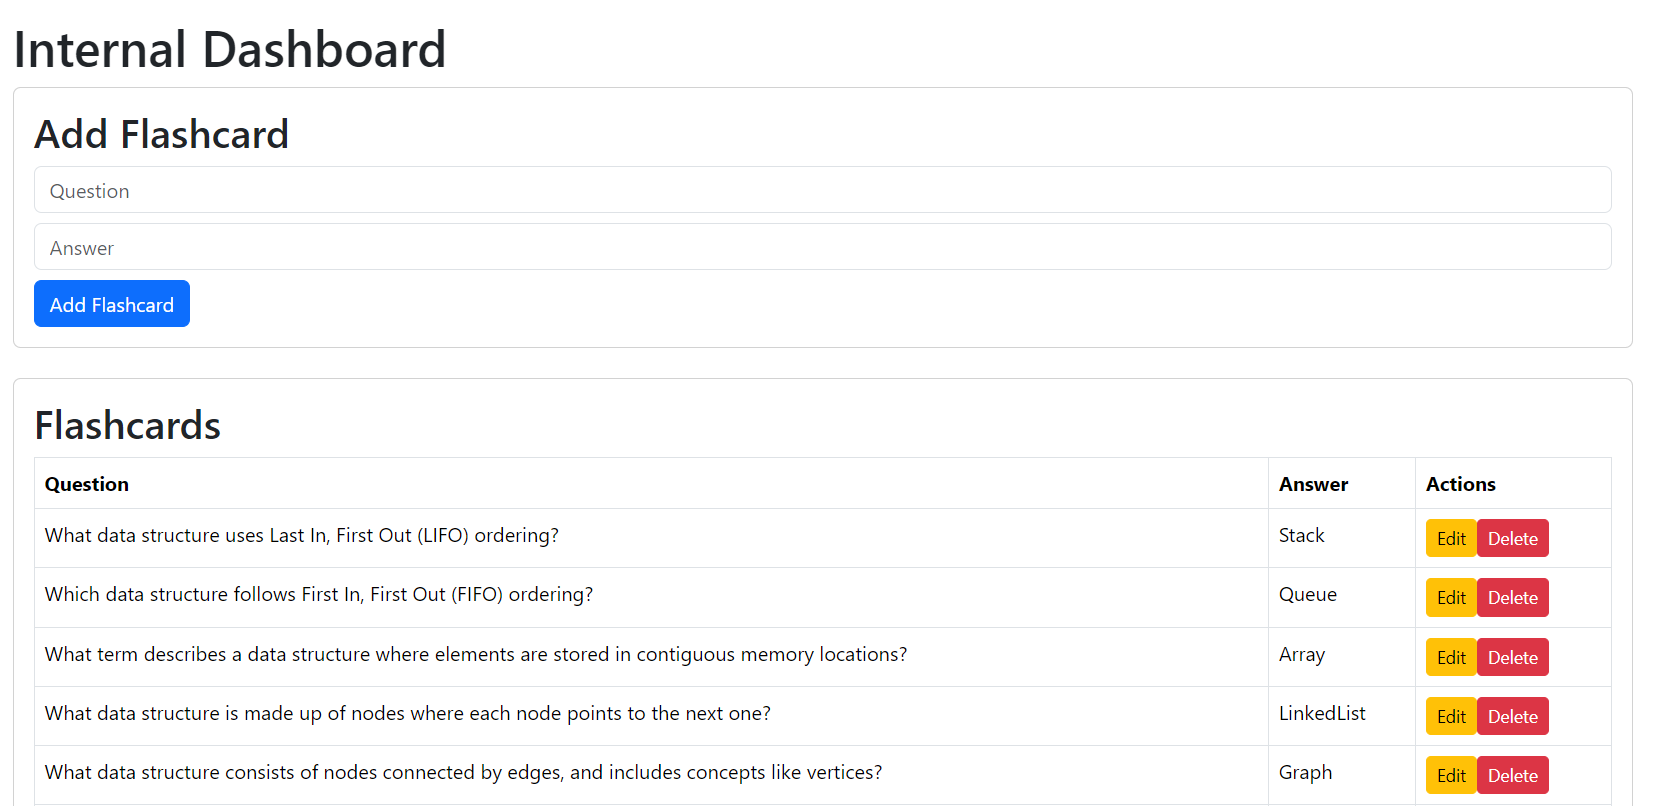 Internal Dashboard
Add Flashcard
Question
Answer
Add Flashcard
Flashcards
Question Answer Actions
What data structure uses Last In, First Out (LIFO) ordering? Stack Edit Delete
Which data structure follows First In, First Out (FIFO) ordering? Queue Edit Delete
What term describes a data structure where elements are stored in contiguous memory locations? Array Edit Delete
What data structure is made up of nodes where each node points to the next one? LinkedList Edit Delete
What data structure consists of nodes connected by edges, and includes concepts like vertices? Graph Edit Delete